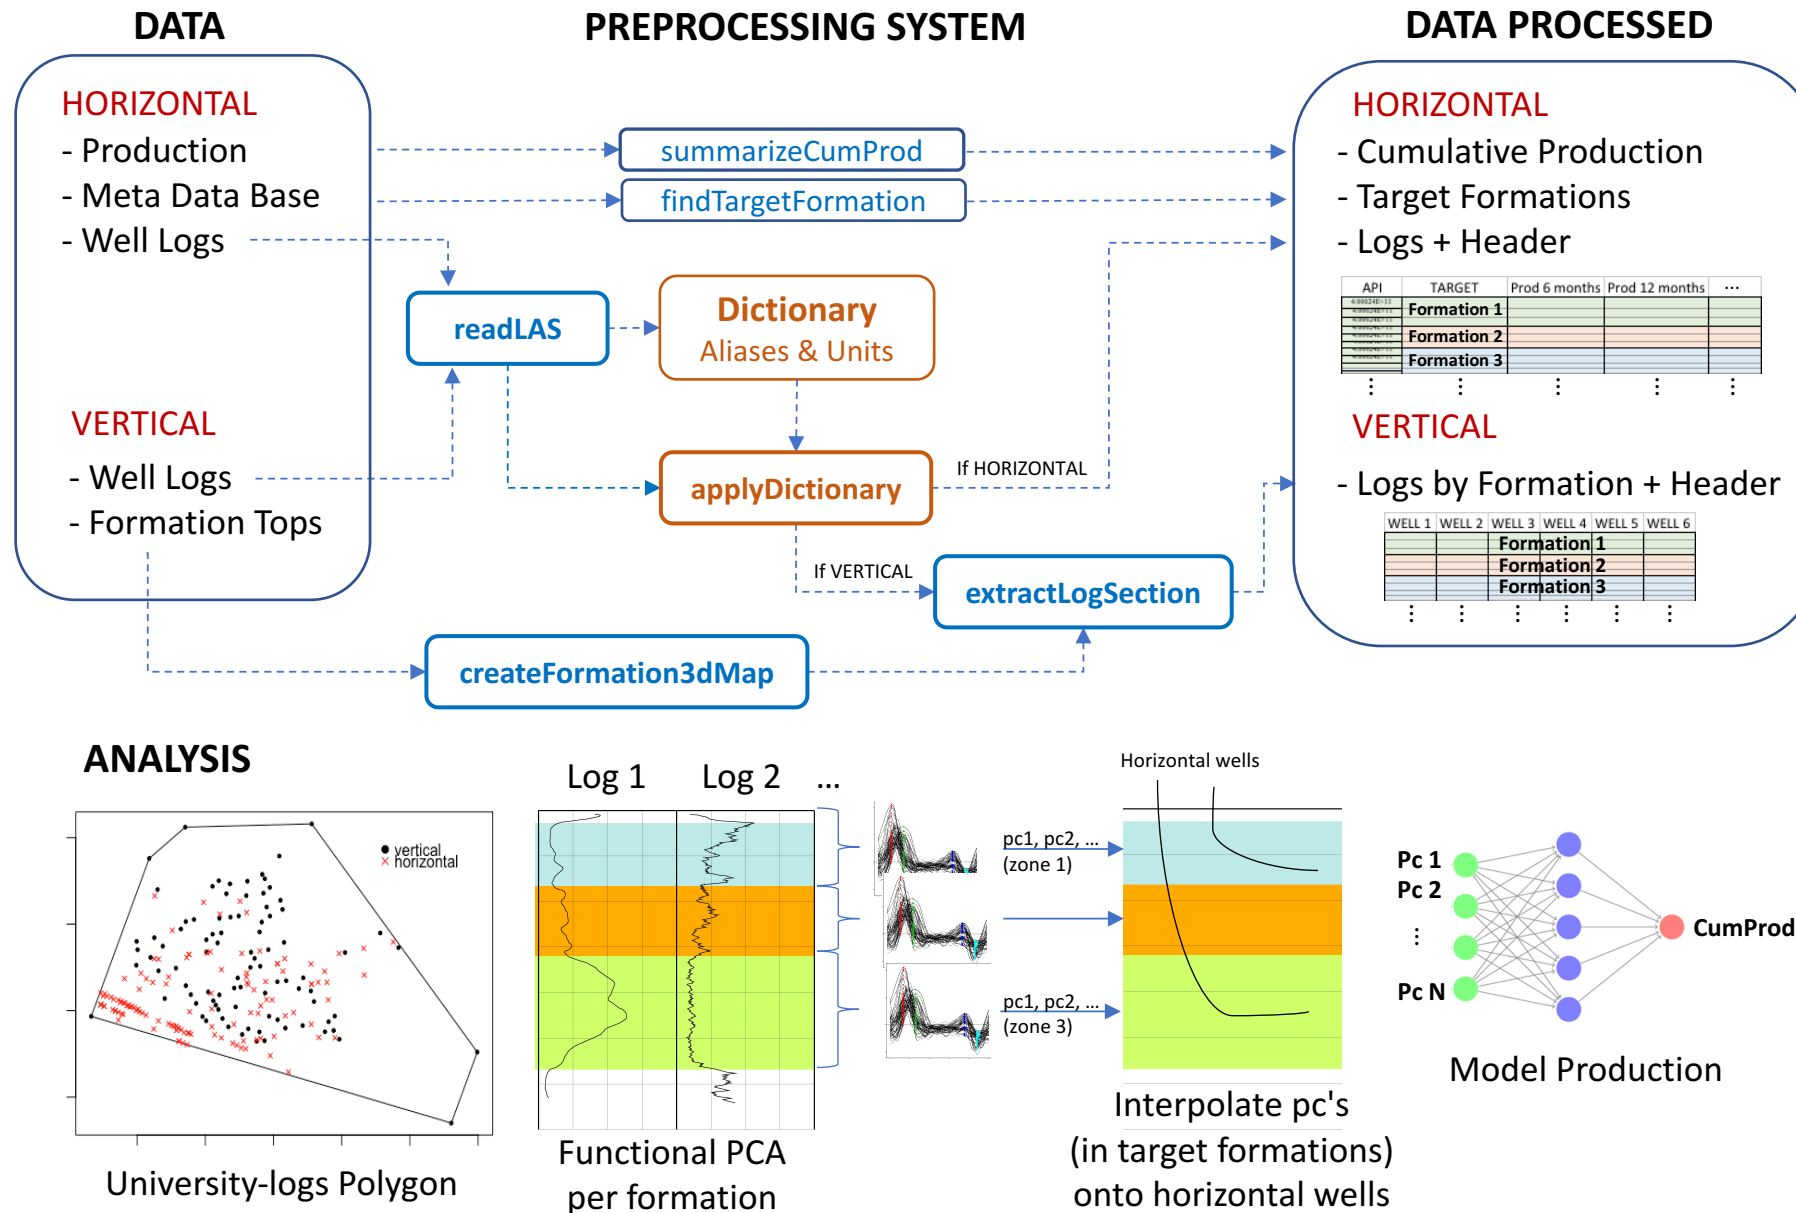 DATA
PREPROCESSING SYSTEM
DATA PROCESSED
HORIZONTAL
- Production
- Meta Data Base
- Well Logs
VERTICAL
- Well Logs
- Formation Tops
summarizeCumProd
findTargetFormation
readLAS
Dictionary
Aliases & Units
applyDictionary
If HORIZONTAL
If VERTICAL
extractLogSection
createFormation3dMap
HORIZONTAL
- Cumulative Production
- Target Formations
- Logs + Header
API TARGET Prod 6 months Prod 12 months ...
Formation 1
Formation 2
Formation 3
VERTICAL
- Logs by Formation + Header
WELL 1 WELL 2 WELL 3 WELL 4 WELL 5 WELL 6
Formation 1
Formation 2
Formation 3
ANALYSIS
vertical
horizontal
University-logs Polygon
Log 1 Log 2 ...
Functional PCA
per formation
pc1, pc2, ...
(zone 1)
pc1, pc2, ...
(zone 3)
Horizontal wells
Interpolate pc's
(in target formations)
onto horizontal wells
Pc 1
Pc 2
Pc N
CumProd
Model Production